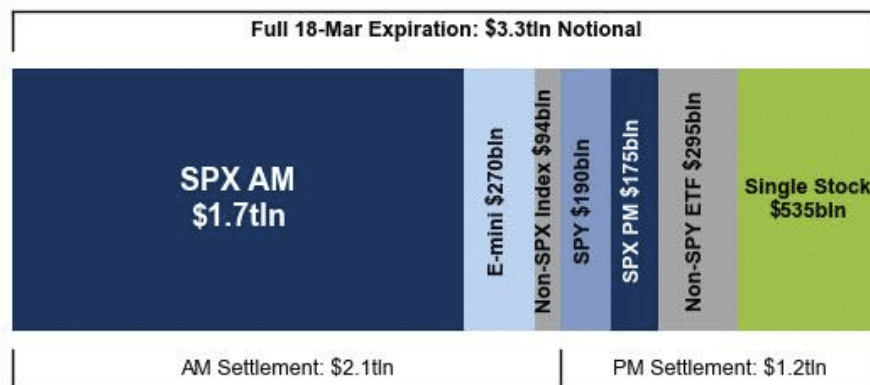 Full 18-Mar Expiration: $3.3tln Notional
SPX AM
$1.7tln
E-mini $270bln
Non-SPX Index $94bln
SPY $190bln
SPX PM $175bln
Non-SPY ETF $295bln
Single Stock
$535bln
AM Settlement: $2.1tln
PM Settlement: $1.2tln